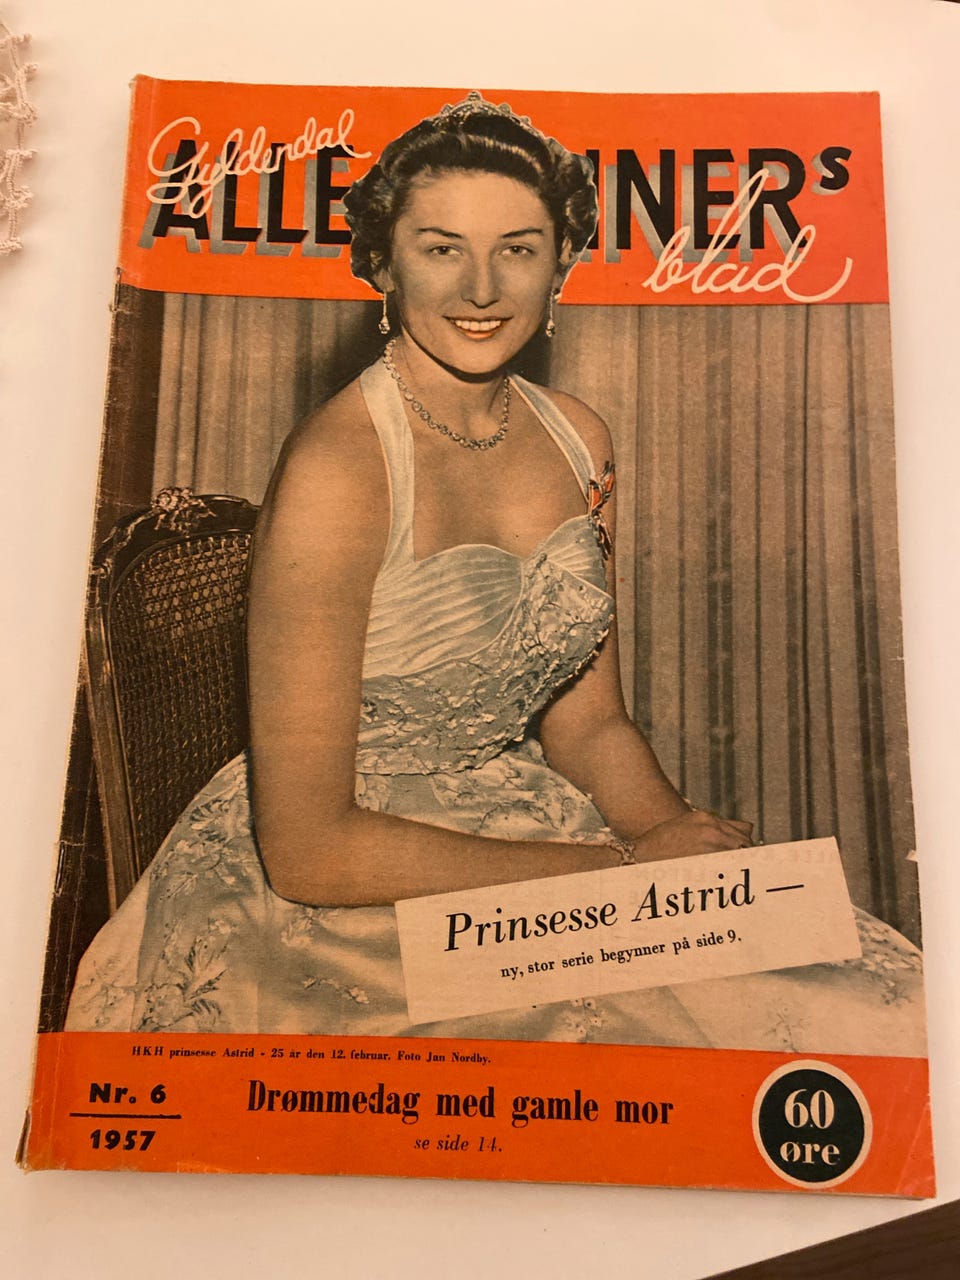 Gyldendal
ALLE INERs
blad
Prinsesse Astrid —
ny, stor serie begynner på side 9.
HKH prinsesse Astrid - 25 år den 12. februar. Foto Jan Nordby.
Nr. 6
1957
Drømmedag med gamle mor
se side 14.
60
øre